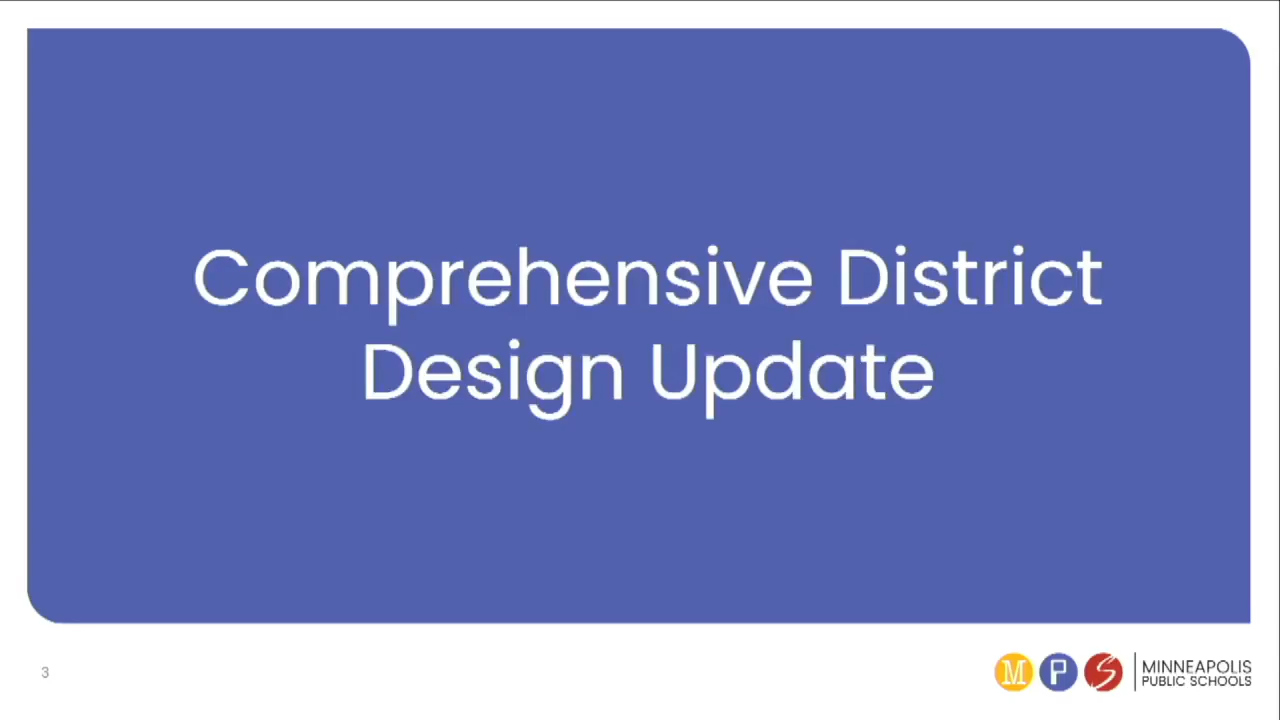 Comprehensive District
Design Update
3
M P S
MINNEAPOLIS
PUBLIC SCHOOLS